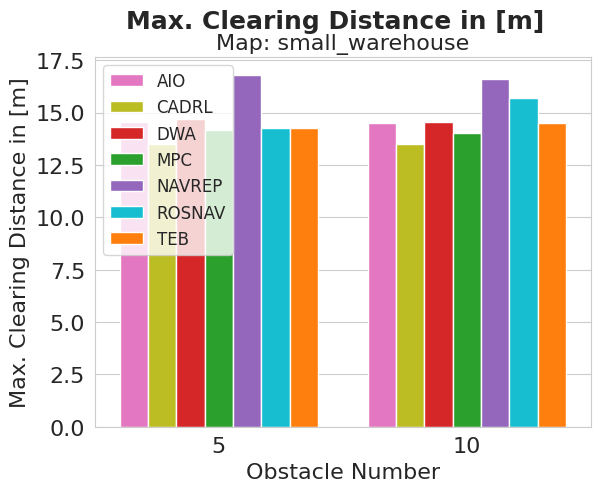 Max. Clearing Distance in [m]
Map: small_warehouse
Max. Clearing Distance in [m]
17.5
15.0
12.5
10.0
7.5
5.0
2.5
0.0
AIO
CADRL
DWA
MPC
NAVREP
ROSNAV
TEB
5
10
Obstacle Number